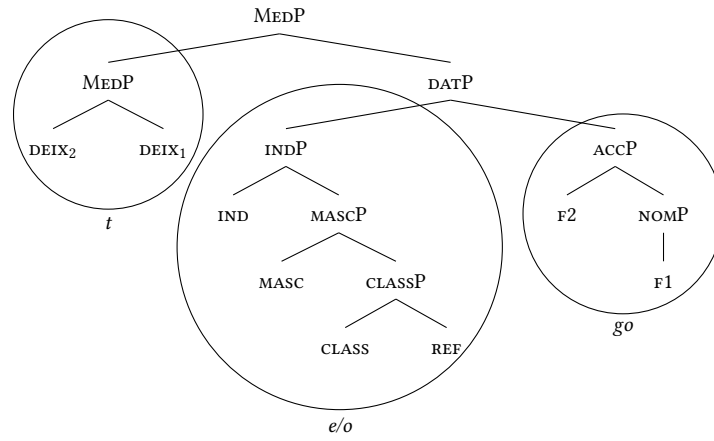 MedP
MedP datP
deix₂ deix₁ indP accP
t ind mascP f2 nomP
masc classP f1
class ref go
e/o